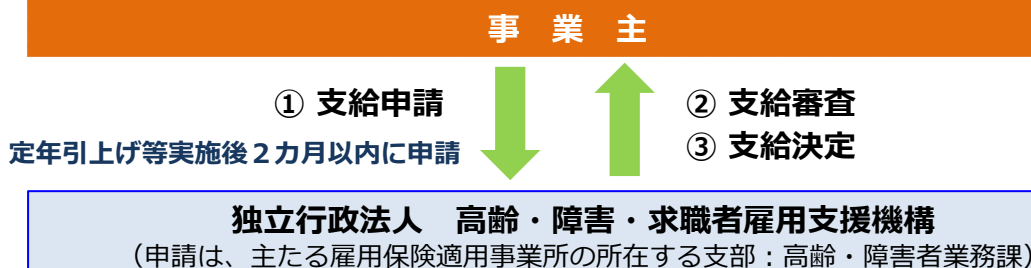 事 業 主
① 支給申請
定年引上げ等実施後２カ月以内に申請
② 支給審査
③ 支給決定
独立行政法人　高齢・障害・求職者雇用支援機構
（申請は、主たる雇用保険適用事業所の所在する支部：高齢・障害者業務課）